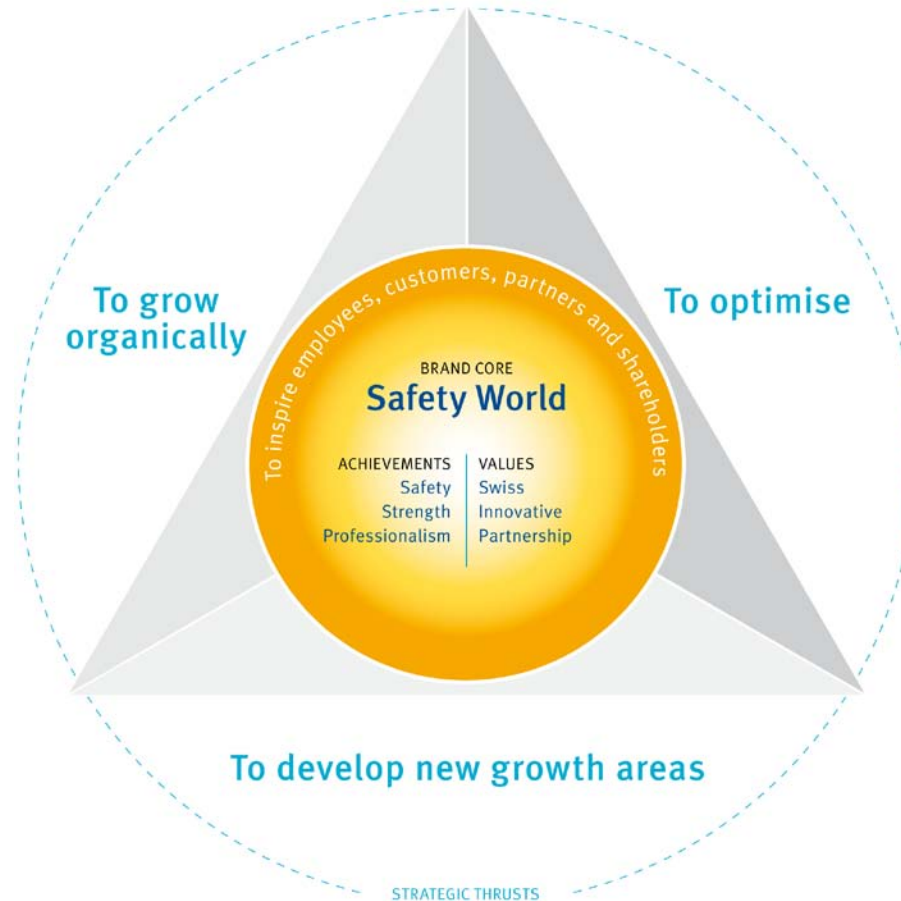 To grow
organically
To optimise
To inspire employees, customers, partners and shareholders
BRAND CORE
Safety World
ACHIEVEMENTS
Safety
Strength
Professionalism
VALUES
Swiss
Innovative
Partnership
To develop new growth areas
STRATEGIC THRUSTS